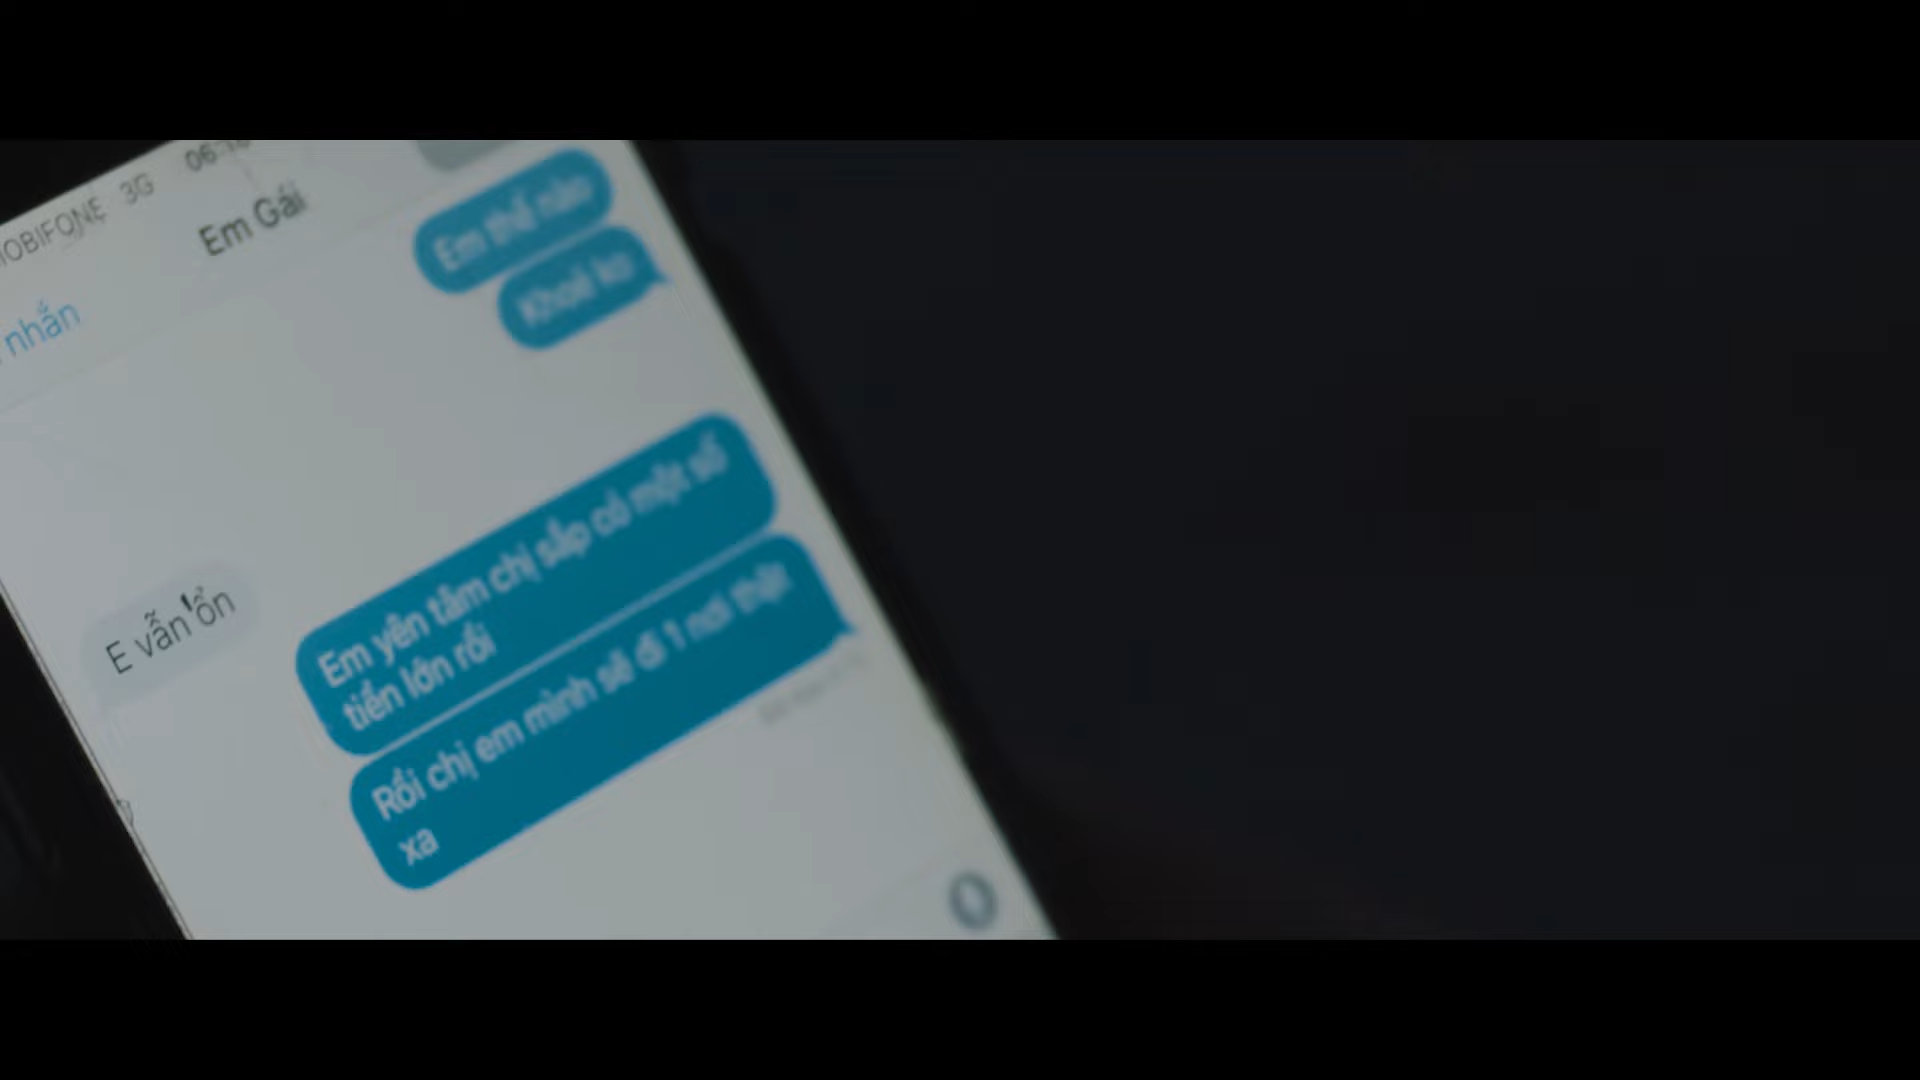 MOBIFONE 3G
Em Gái
nhắn
Em thế nào
Khoẻ ko
E vẫn ổn
Em yên tâm chị sắp có một số
tiền lớn rồi
Rồi chị em mình sẽ đi 1 nơi thật
xa